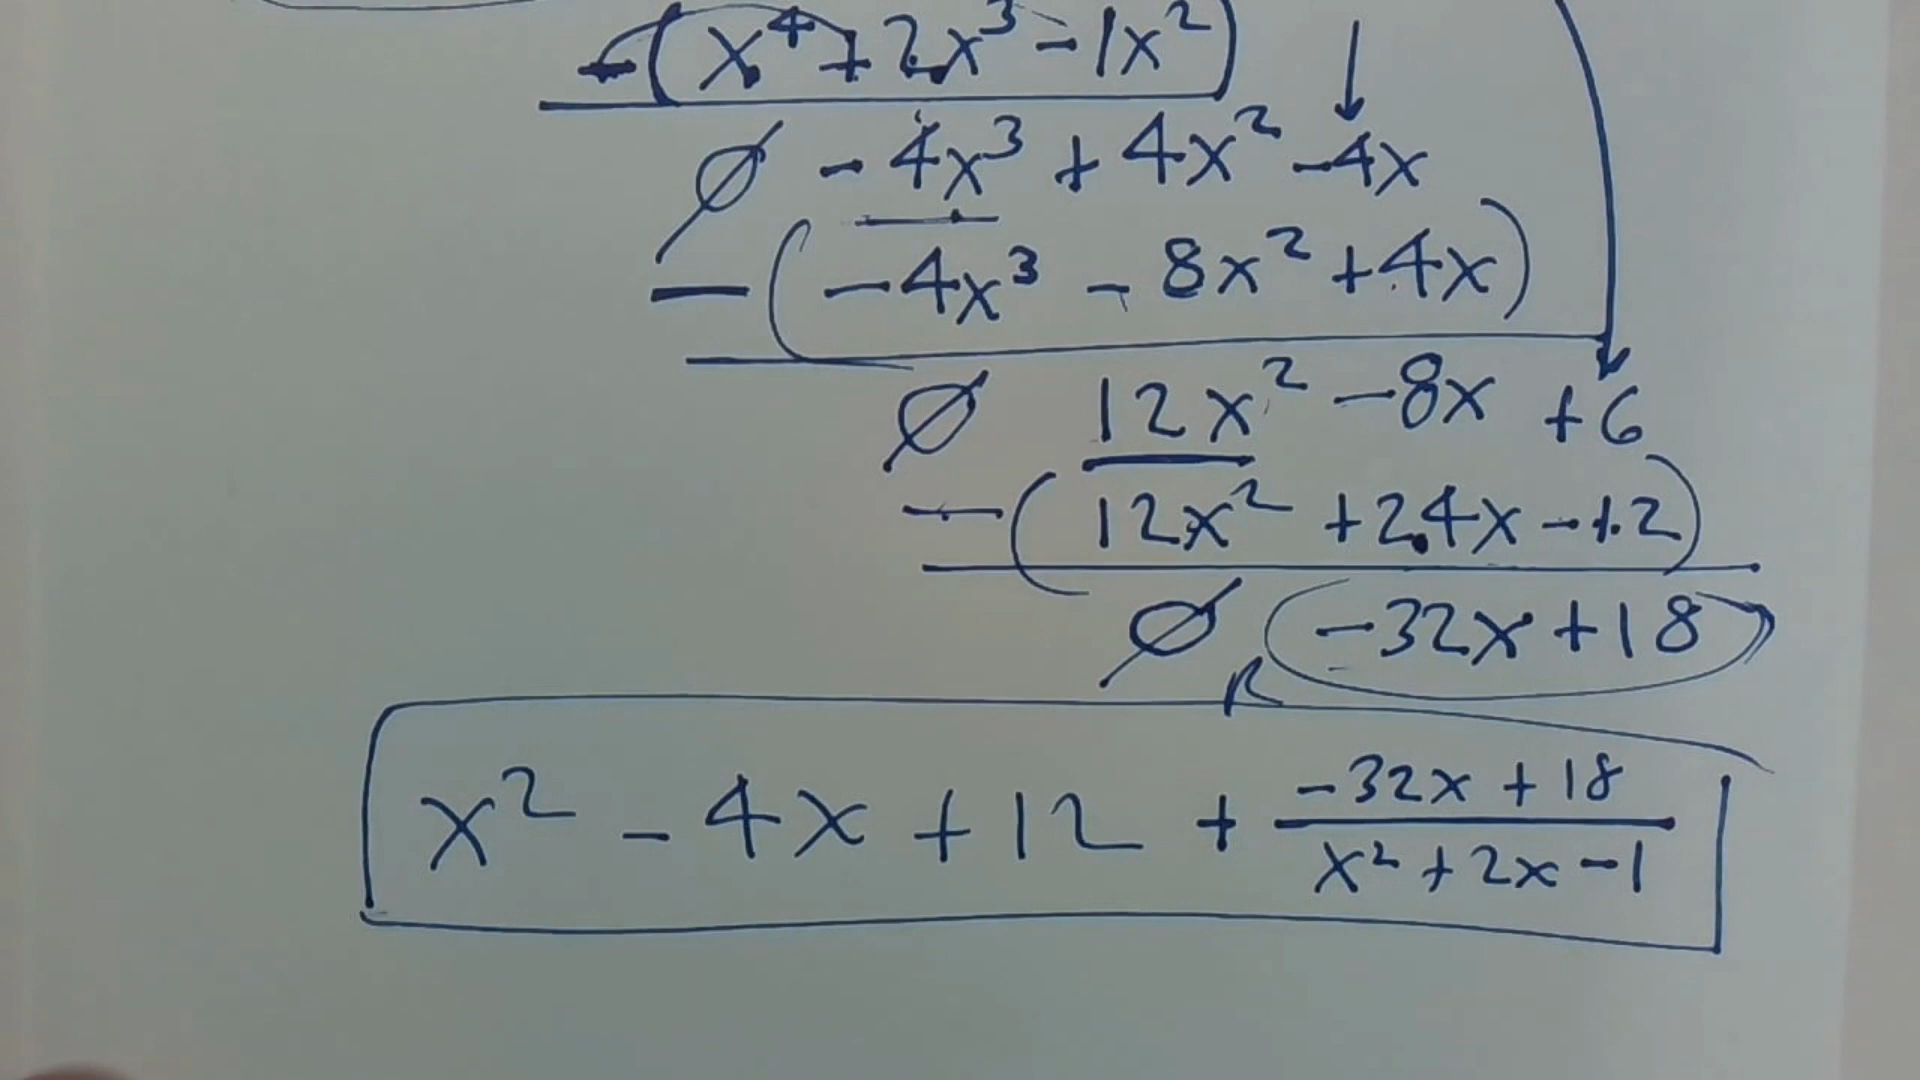 -(x⁴+2x³-1x²)
∅ -4x³+4x²-4x
-(-4x³-8x²+4x)
∅ 12x²-8x+6
-(12x²+24x-12)
∅ -32x+18
x²-4x+12+(-32x+18)/(x²+2x-1)